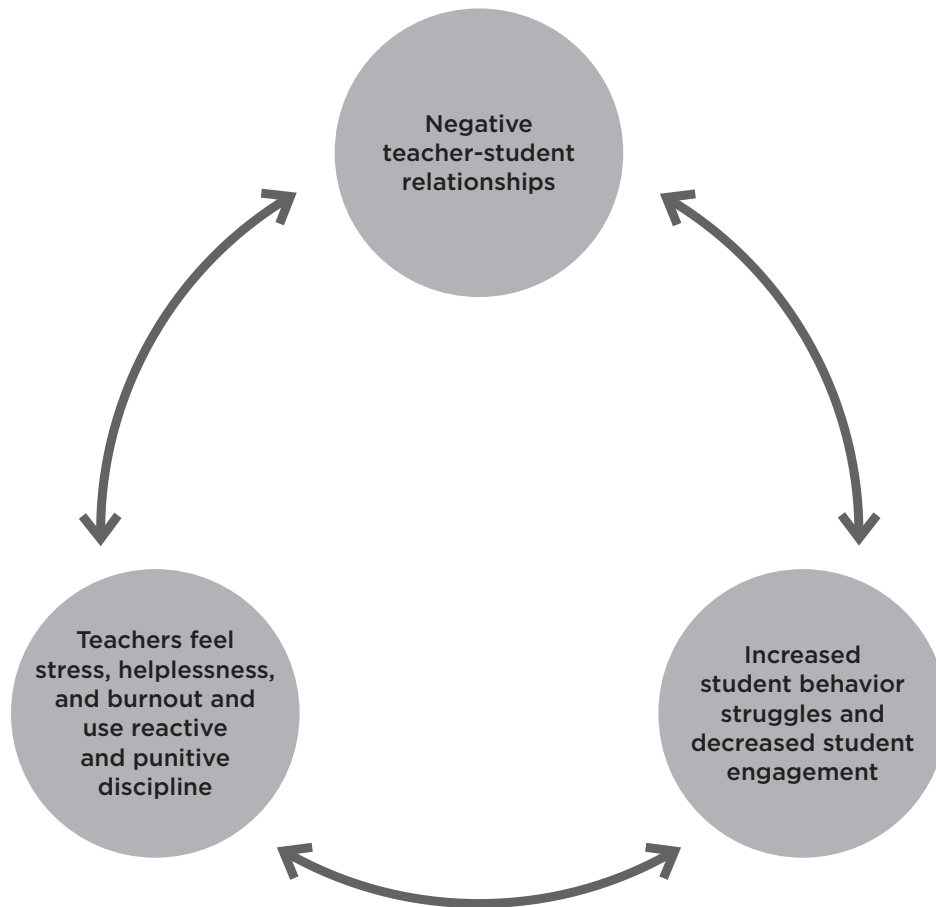 Negative
teacher-student
relationships
Teachers feel
stress, helplessness,
and burnout and
use reactive
and punitive
discipline
Increased
student behavior
struggles and
decreased student
engagement